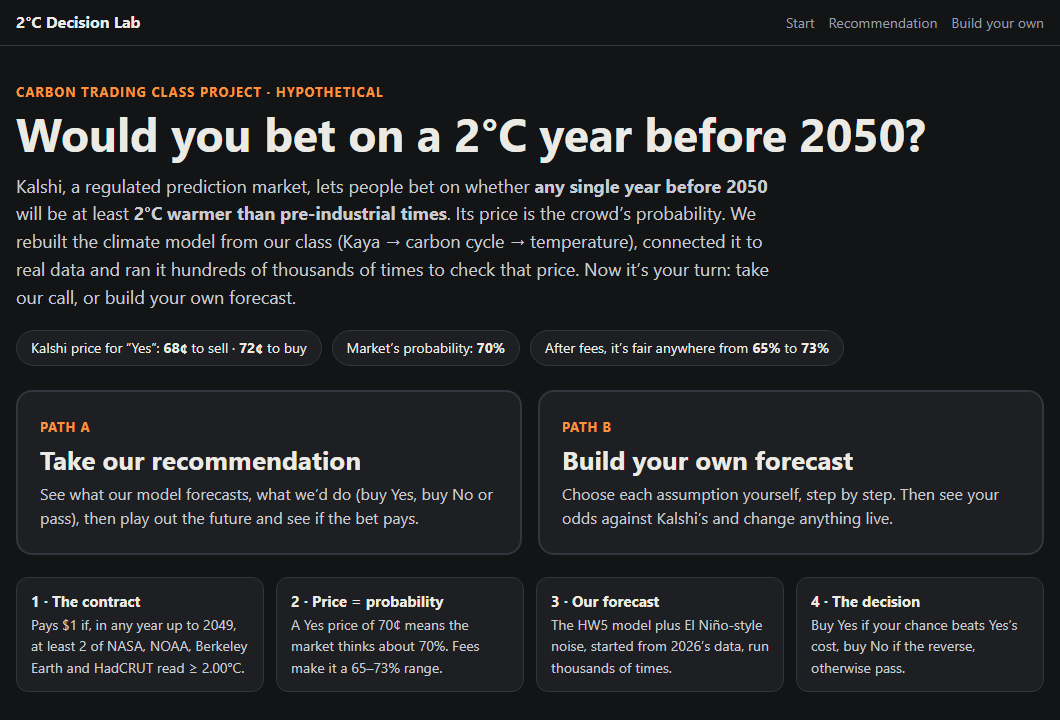 2°C Decision Lab
Start Recommendation Build your own
CARBON TRADING CLASS PROJECT · HYPOTHETICAL
Would you bet on a 2°C year before 2050?
Kalshi, a regulated prediction market, lets people bet on whether any single year before 2050
will be at least 2°C warmer than pre-industrial times. Its price is the crowd’s probability. We
rebuilt the climate model from our class (Kaya → carbon cycle → temperature), connected it to
real data and ran it hundreds of thousands of times to check that price. Now it’s your turn: take
our call, or build your own forecast.
Kalshi price for “Yes”: 68¢ to sell · 72¢ to buy
Market’s probability: 70%
After fees, it’s fair anywhere from 65% to 73%
PATH A
Take our recommendation
See what our model forecasts, what we’d do (buy Yes, buy No or
pass), then play out the future and see if the bet pays.
PATH B
Build your own forecast
Choose each assumption yourself, step by step. Then see your
odds against Kalshi’s and change anything live.
1 · The contract
Pays $1 if, in any year up to 2049,
at least 2 of NASA, NOAA, Berkeley
Earth and HadCRUT read ≥ 2.00°C.
2 · Price = probability
A Yes price of 70¢ means the
market thinks about 70%. Fees
make it a 65–73% range.
3 · Our forecast
The HW5 model plus El Niño-style
noise, started from 2026’s data, run
thousands of times.
4 · The decision
Buy Yes if your chance beats Yes’s
cost, buy No if the reverse,
otherwise pass.